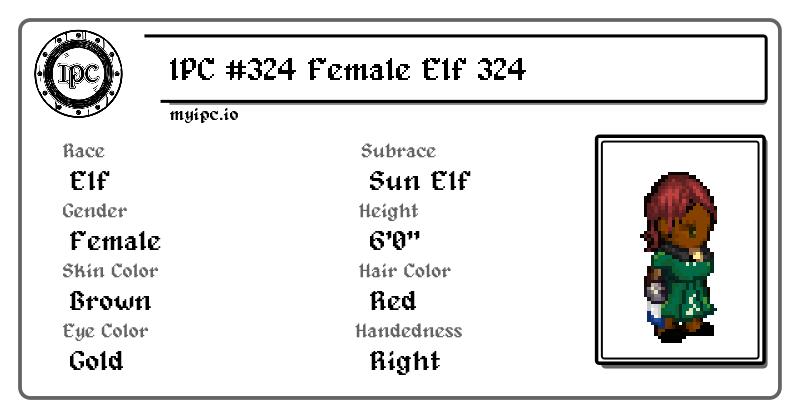 IPC
IPC #324 Female Elf 324
myipc.io
Race
Elf
Subrace
Sun Elf
Gender
Female
Height
6'0"
Skin Color
Brown
Hair Color
Red
Eye Color
Gold
Handedness
Right